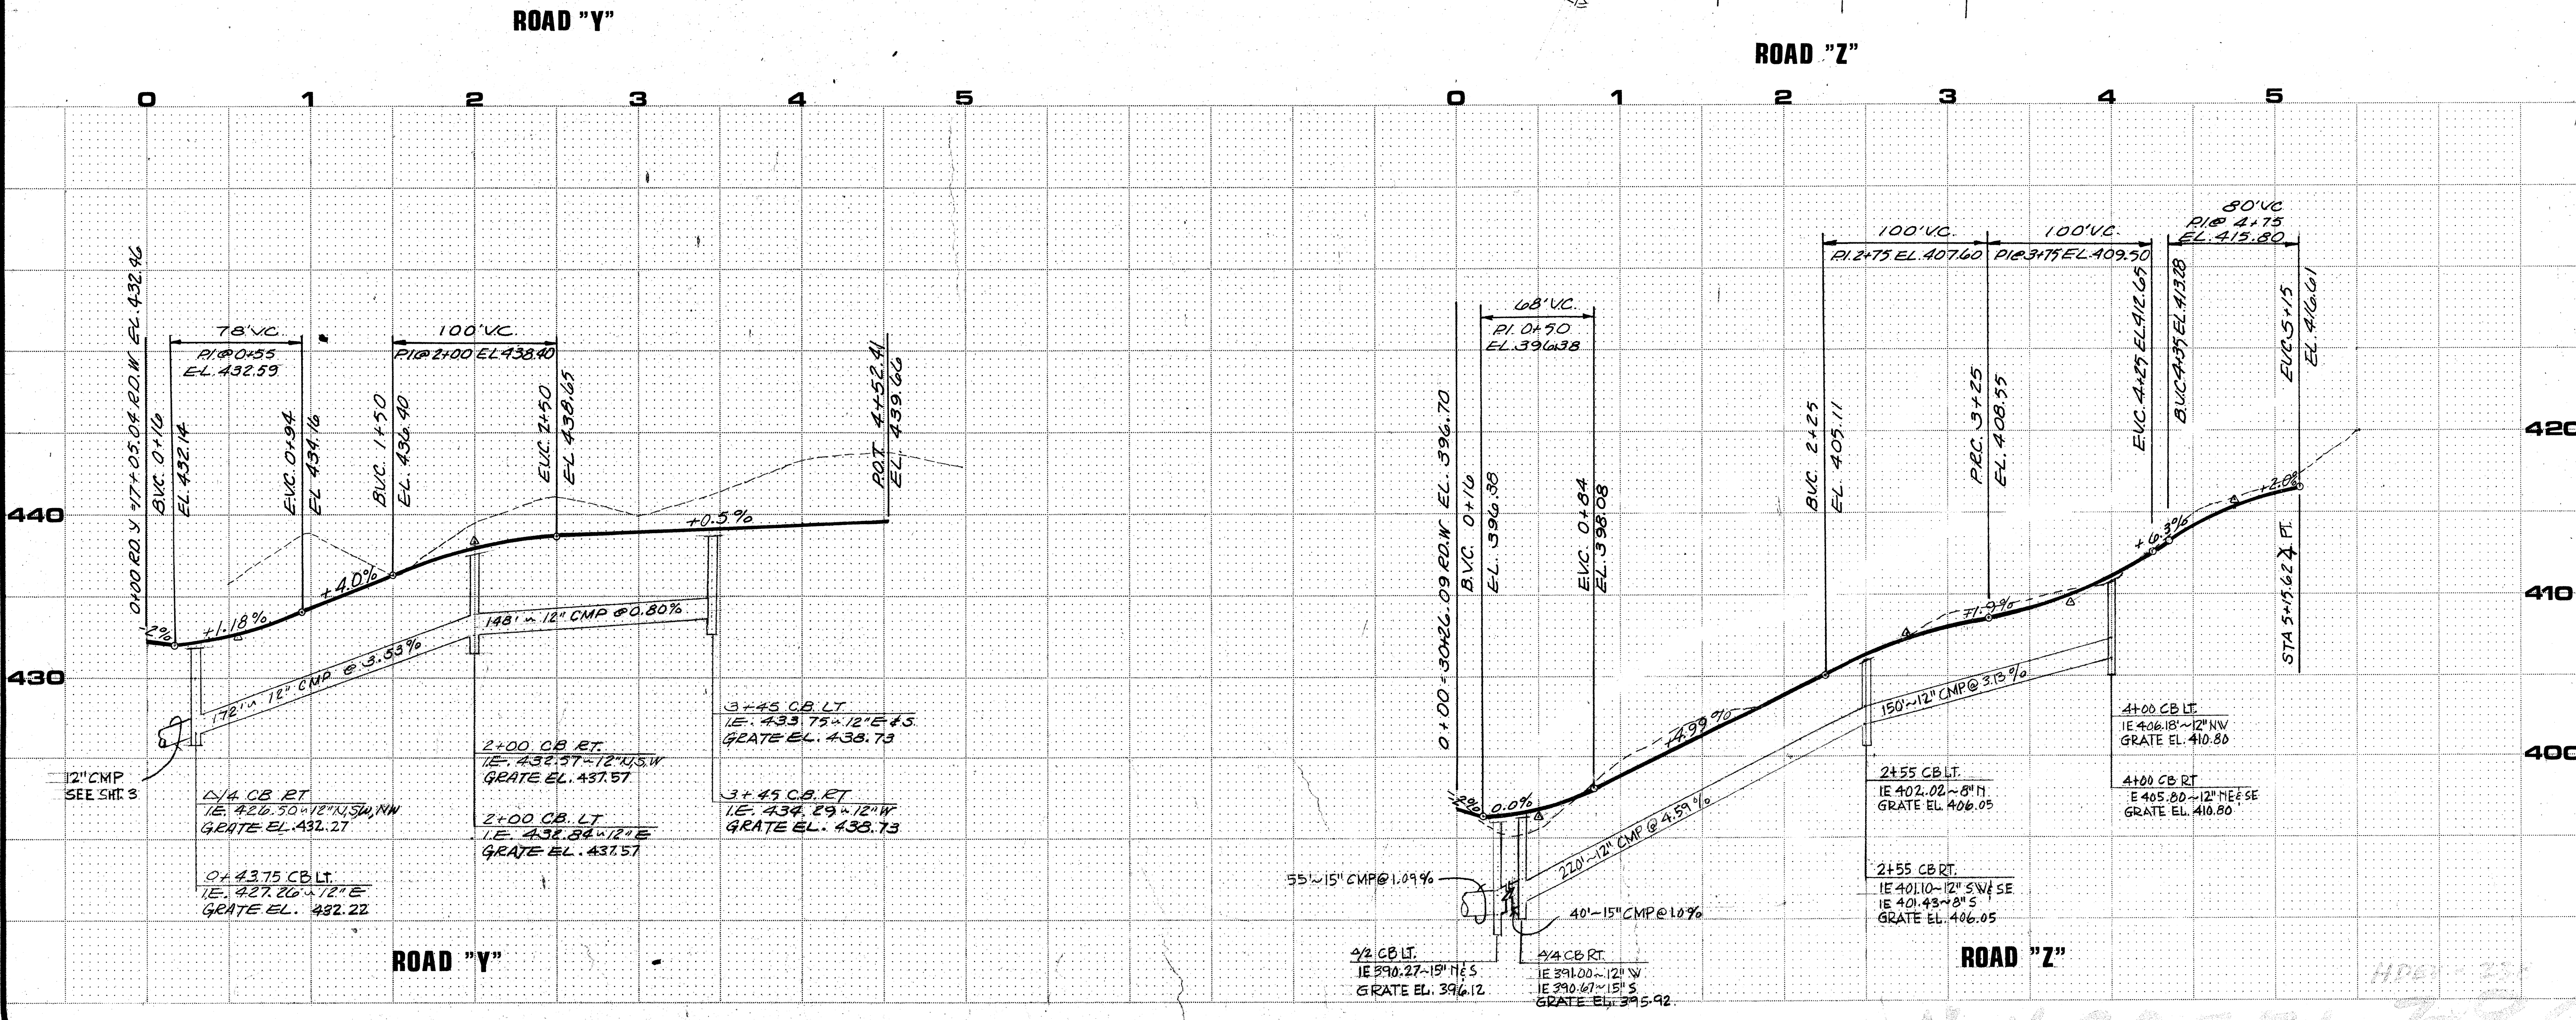 ROAD "Y"
ROAD "Z"
0 1 2 3 4 5
0 1 2 3 4 5
0+00 RD. Y = 17+05.04 RD. W EL. 432.46
B.V.C. 0+16
EL. 432.14
78' V.C.
P.I. @ 0+55
EL. 432.59
E.V.C. 0+94
EL 434.16
B.V.C. 1+50
EL. 436.40
100' V.C.
P.I @ 2+00 EL 438.40
E.V.C. 2+50
EL 438.65
P.O.T. 4+52.41
EL. 439.66
440
430
-2%
+1.18%
+4.0%
+0.5%
172' ~ 12" CMP @ 3.53%
148' ~ 12" CMP @ 0.80%
12" CMP
SEE SHT. 3
Δ/4 CB RT
I.E. 426.50 ~ 12" N, SW, NW
GRATE EL. 432.27
0+43.75 CB LT.
I.E. 427.26 ~ 12" E
GRATE EL. 432.22
2+00 CB RT.
I.E. 432.57 ~ 12" N,S,W
GRATE EL. 437.57
2+00 C.B. LT
I.E. 432.84 ~ 12" E
GRATE EL. 437.57
3+45 C.B. LT
I.E. 433.75 ~ 12" E & S
GRATE EL. 438.73
3+45 C.B. RT
I.E. 434.29 ~ 12" W
GRATE EL. 438.73
ROAD "Y"
0+00 = 30+26.09 RD. W EL. 396.70
B.V.C. 0+16
EL. 396.38
68' V.C.
P.I. 0+50
EL. 396.38
E.V.C. 0+84
EL. 398.08
B.V.C. 2+25
EL. 405.11
100' V.C.
P.I. 2+75 EL. 407.60
P.R.C. 3+25
EL. 408.55
100' V.C.
P.I @ 3+75 EL. 409.50
E.V.C. 4+25 EL. 412.65
B.V.C. 4+35 EL. 413.28
80' VC
P.I. @ 4+75
EL. 415.80
EVC 5+15
EL. 416.61
STA 5+15.62 P.T.
420
410
400
-2%
0.0%
+4.99%
+1.9%
+6.3%
+2.0%
220' ~ 12" CMP @ 4.59%
150' ~ 12" CMP @ 3.13%
55' ~ 15" CMP @ 1.09%
40' ~ 15" CMP @ 1.0%
Δ/2 CB LT.
IE 390.27 ~ 15" N & S
GRATE EL. 396.12
Δ/4 CB RT.
IE 391.00 ~ 12" W
IE 390.67 ~ 15" S
GRATE EL. 395.92
2+55 CB LT.
IE 402.02 ~ 8" N
GRATE EL. 406.05
2+55 CB RT.
IE 401.10 ~ 12" SW & SE
IE 401.43 ~ 8" S
GRATE EL. 406.05
4+00 CB LT.
IE 406.18' ~ 12" NW
GRATE EL. 410.80
4+00 CB RT
IE 405.80 ~ 12" NE & SE
GRATE EL. 410.80
ROAD "Z"